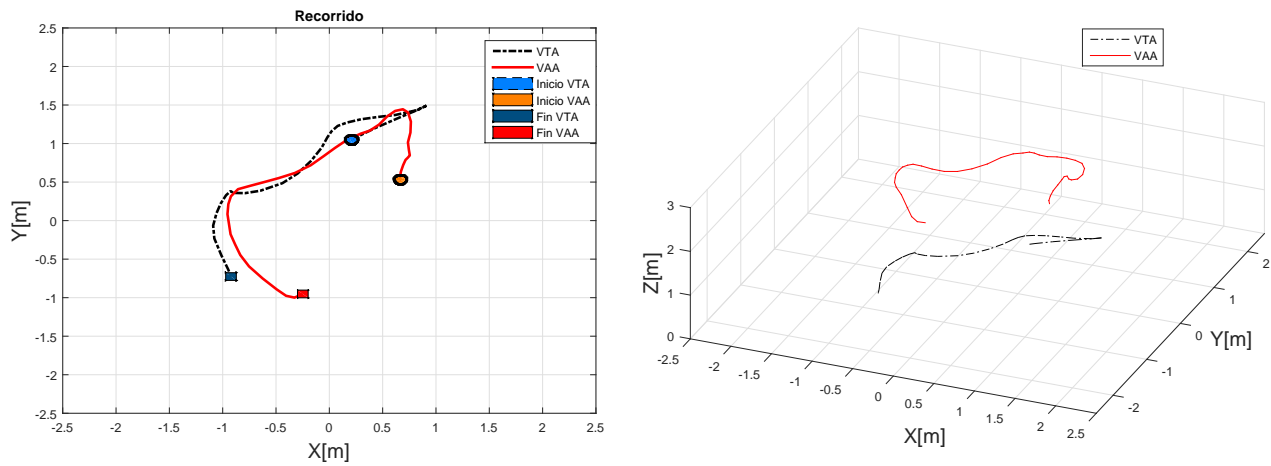 Recorrido
VTA
VAA
Inicio VTA
Inicio VAA
Fin VTA
Fin VAA
2.5
2
1.5
1
0.5
0
-0.5
-1
-1.5
-2
-2.5
Y[m]
-2.5 -2 -1.5 -1 -0.5 0 0.5 1 1.5 2 2.5
X[m]
VTA
VAA
3
2
1
0
Z[m]
-2.5 -2 -1.5 -1 -0.5 0 0.5 1 1.5 2 2.5
X[m]
2
1
0
-1
-2
Y[m]